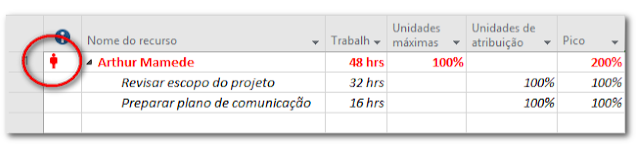 Nome do recurso Trabalh Unidades máximas Unidades de atribuição Pico
Arthur Mamede 48 hrs 100% 200%
Revisar escopo do projeto 32 hrs 100% 100%
Preparar plano de comunicação 16 hrs 100% 100%